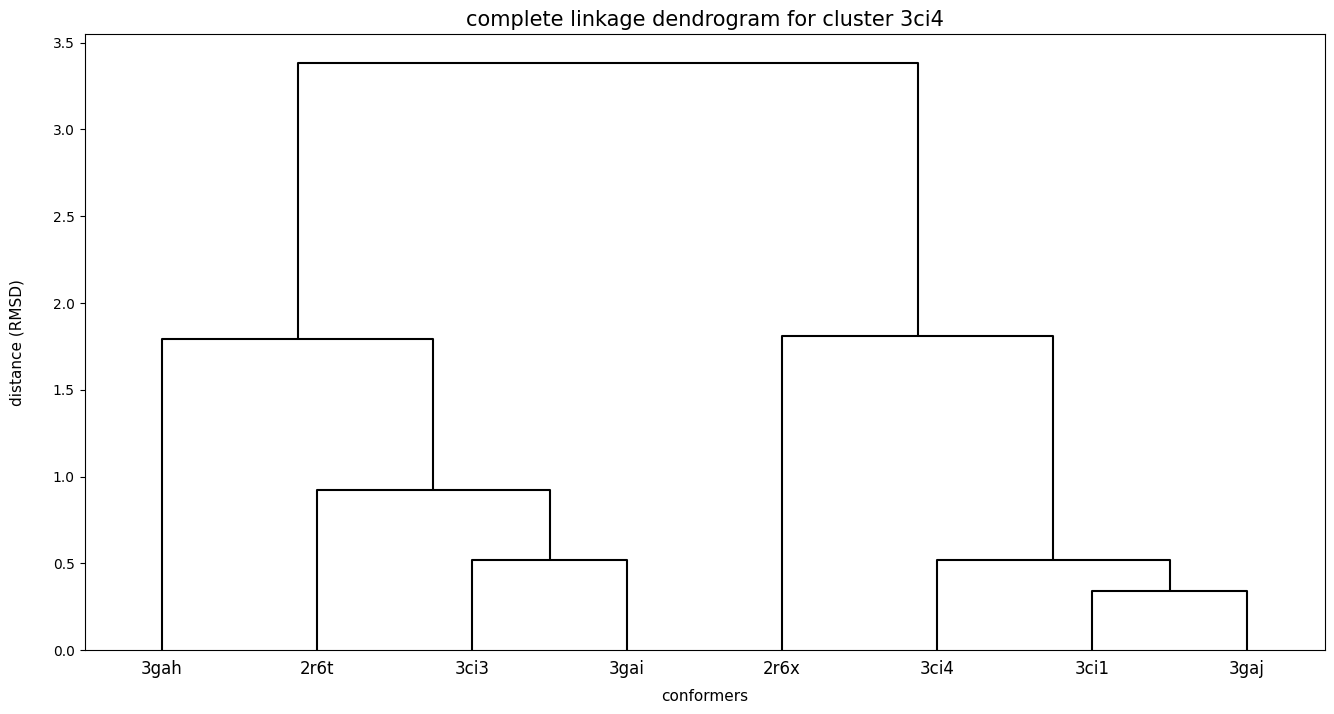 complete linkage dendrogram for cluster 3ci4
3.5
3.0
2.5
2.0
1.5
1.0
0.5
0.0
distance (RMSD)
3gah 2r6t 3ci3 3gai 2r6x 3ci4 3ci1 3gaj
conformers